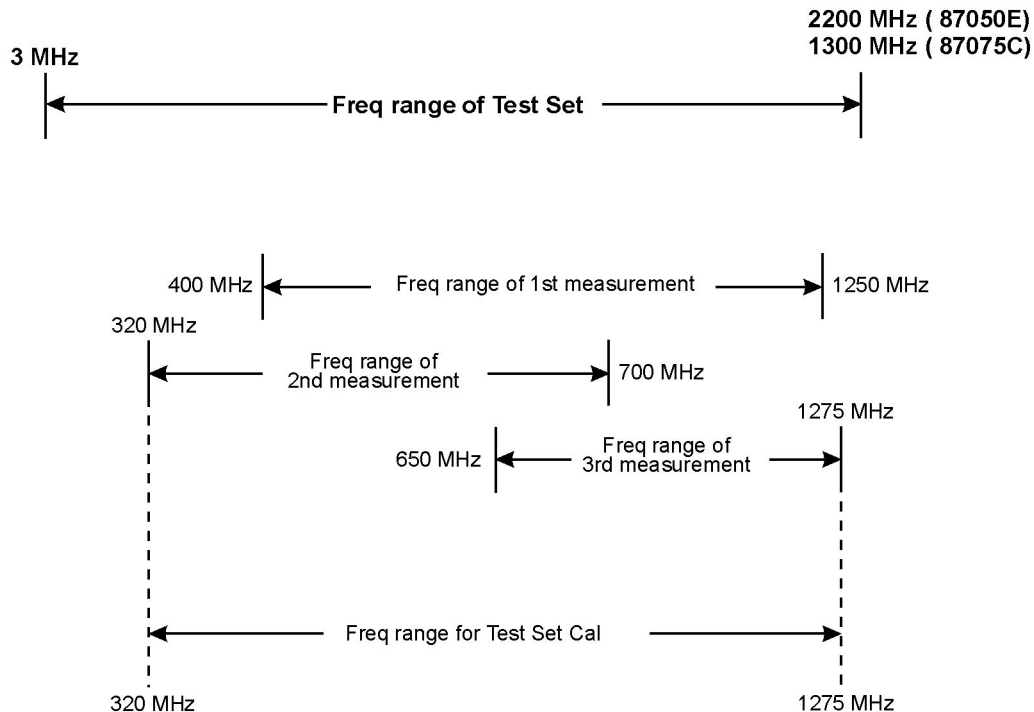 2200 MHz ( 87050E)
1300 MHz ( 87075C)
3 MHz
Freq range of Test Set
400 MHz
Freq range of 1st measurement
1250 MHz
320 MHz
Freq range of
2nd measurement
700 MHz
1275 MHz
650 MHz
Freq range of
3rd measurement
Freq range for Test Set Cal
320 MHz
1275 MHz